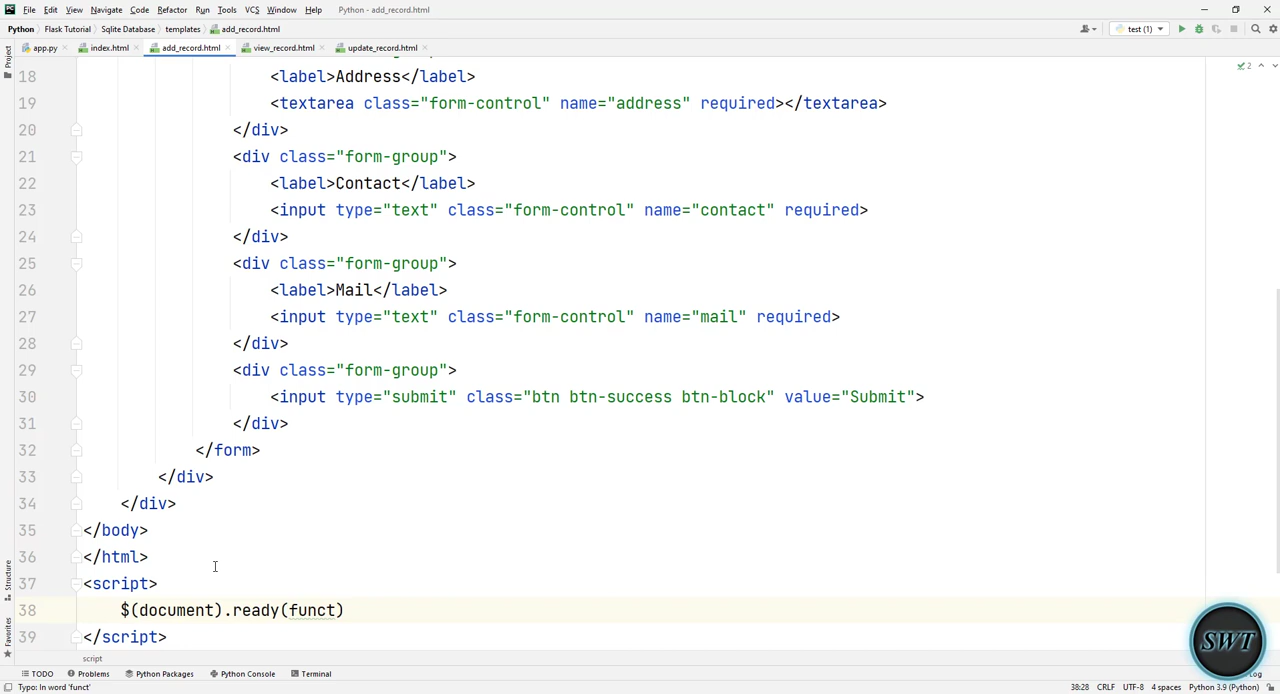 PC File Edit View Navigate Code Refactor Run Tools VCS Window Help Python - add_record.html
Python Flask Tutorial Sqlite Database templates add_record.html test (1)
app.py index.html add_record.html view_record.html update_record.html
Project
2
18 <label>Address</label>
19 <textarea class="form-control" name="address" required></textarea>
20 </div>
21 <div class="form-group">
22 <label>Contact</label>
23 <input type="text" class="form-control" name="contact" required>
24 </div>
25 <div class="form-group">
26 <label>Mail</label>
27 <input type="text" class="form-control" name="mail" required>
28 </div>
29 <div class="form-group">
30 <input type="submit" class="btn btn-success btn-block" value="Submit">
31 </div>
32 </form>
33 </div>
34 </div>
35 </body>
36 </html>
37 <script>
38 $(document).ready(funct)
39 </script>
Structure
Favorites
SWT
script
TODO Problems Python Packages Python Console Terminal Log
Typo: In word 'funct' 38:28 CRLF UTF-8 4 spaces Python 3.9 (Python)